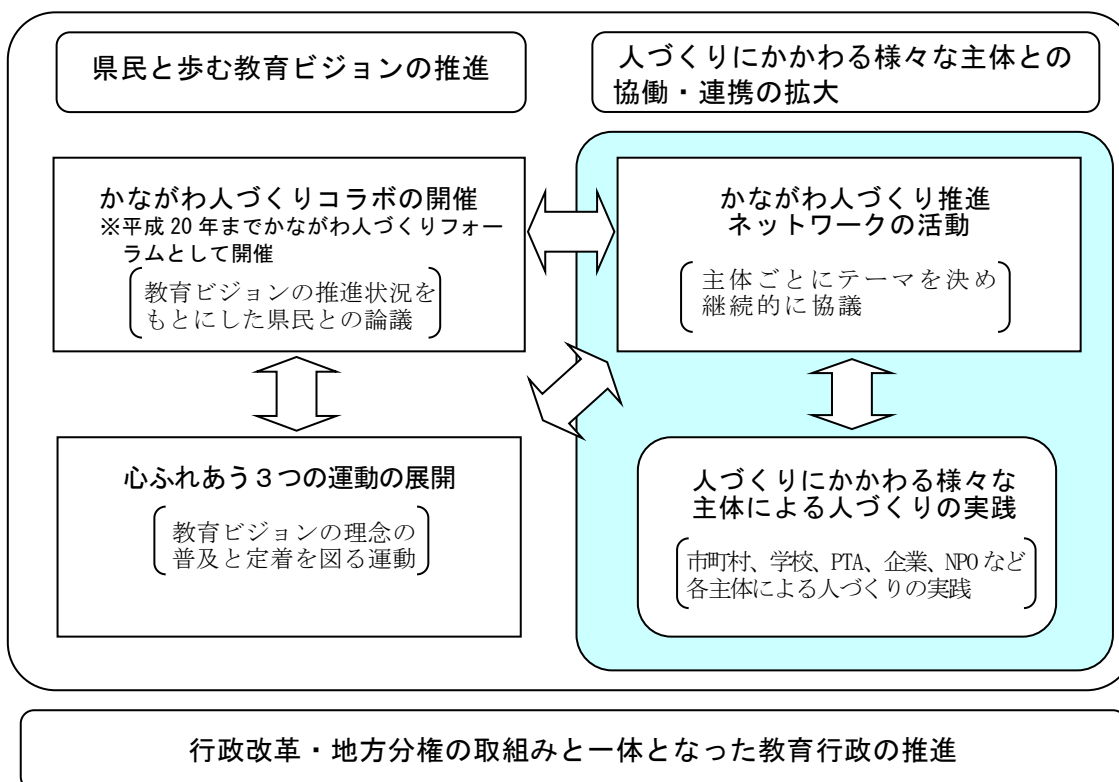 県民と歩む教育ビジョンの推進
人づくりにかかわる様々な主体との
協働・連携の拡大
かながわ人づくりコラボの開催
※平成20年までかながわ人づくりフォー
ラムとして開催
教育ビジョンの推進状況を
もとにした県民との論議
かながわ人づくり推進
ネットワークの活動
主体ごとにテーマを決め
継続的に協議
心ふれあう3つの運動の展開
教育ビジョンの理念の
普及と定着を図る運動
人づくりにかかわる様々な
主体による人づくりの実践
市町村、学校、PTA、企業、NPOなど
各主体による人づくりの実践
行政改革・地方分権の取組みと一体となった教育行政の推進